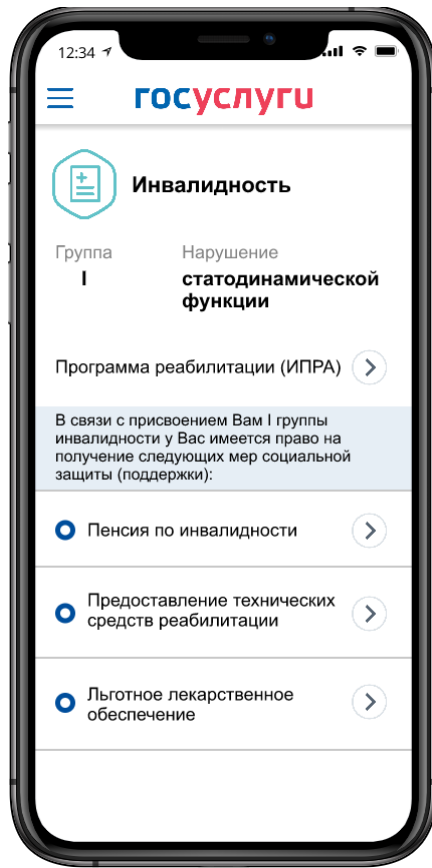 12:34
госуслуги
Инвалидность
Группа Нарушение
I статодинамической
функции
Программа реабилитации (ИПРА)
В связи с присвоением Вам I группы
инвалидности у Вас имеется право на
получение следующих мер социальной
защиты (поддержки):
Пенсия по инвалидности
Предоставление технических
средств реабилитации
Льготное лекарственное
обеспечение